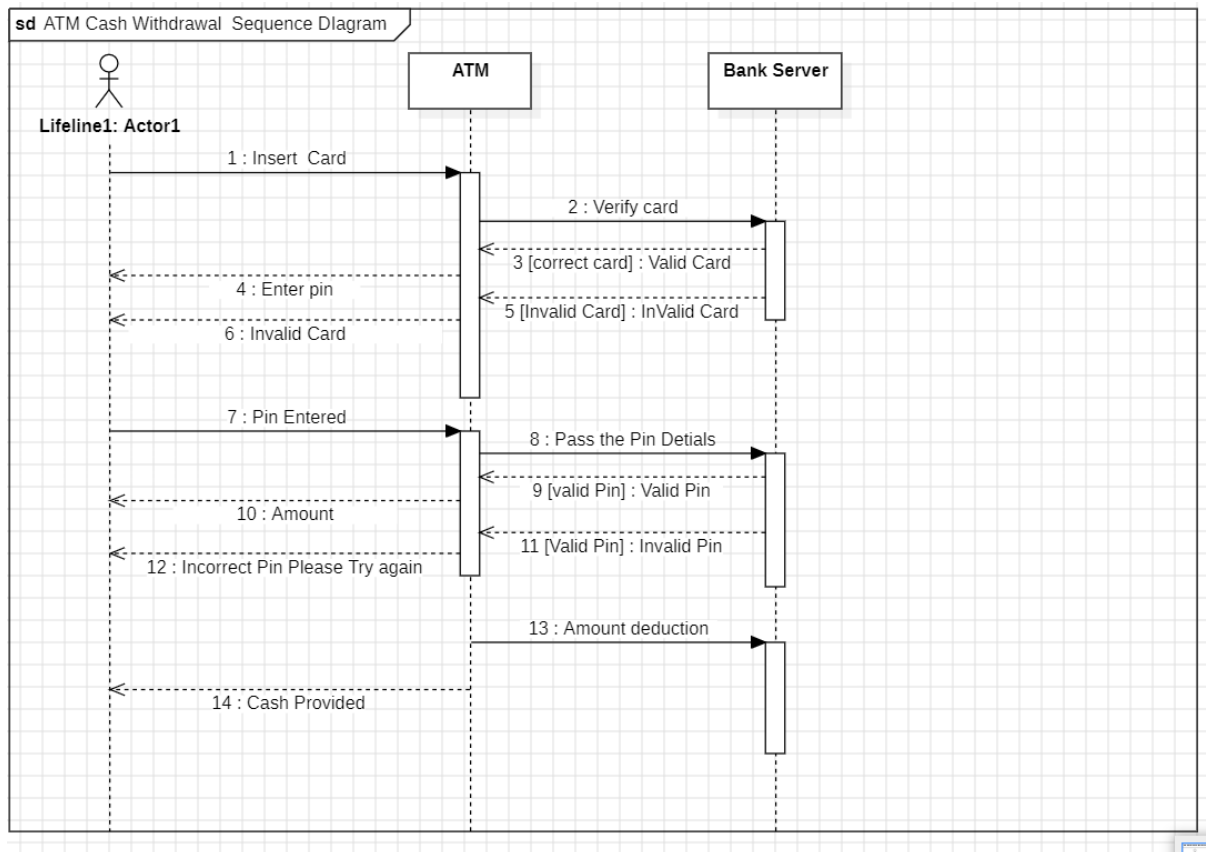 sd ATM Cash Withdrawal  Sequence DIagram
ATM
Bank Server
Lifeline1: Actor1
1 : Insert  Card
2 : Verify card
3 [correct card] : Valid Card
4 : Enter pin
5 [Invalid Card] : InValid Card
6 : Invalid Card
7 : Pin Entered
8 : Pass the Pin Detials
9 [valid Pin] : Valid Pin
10 : Amount
11 [Valid Pin] : Invalid Pin
12 : Incorrect Pin Please Try again
13 : Amount deduction
14 : Cash Provided